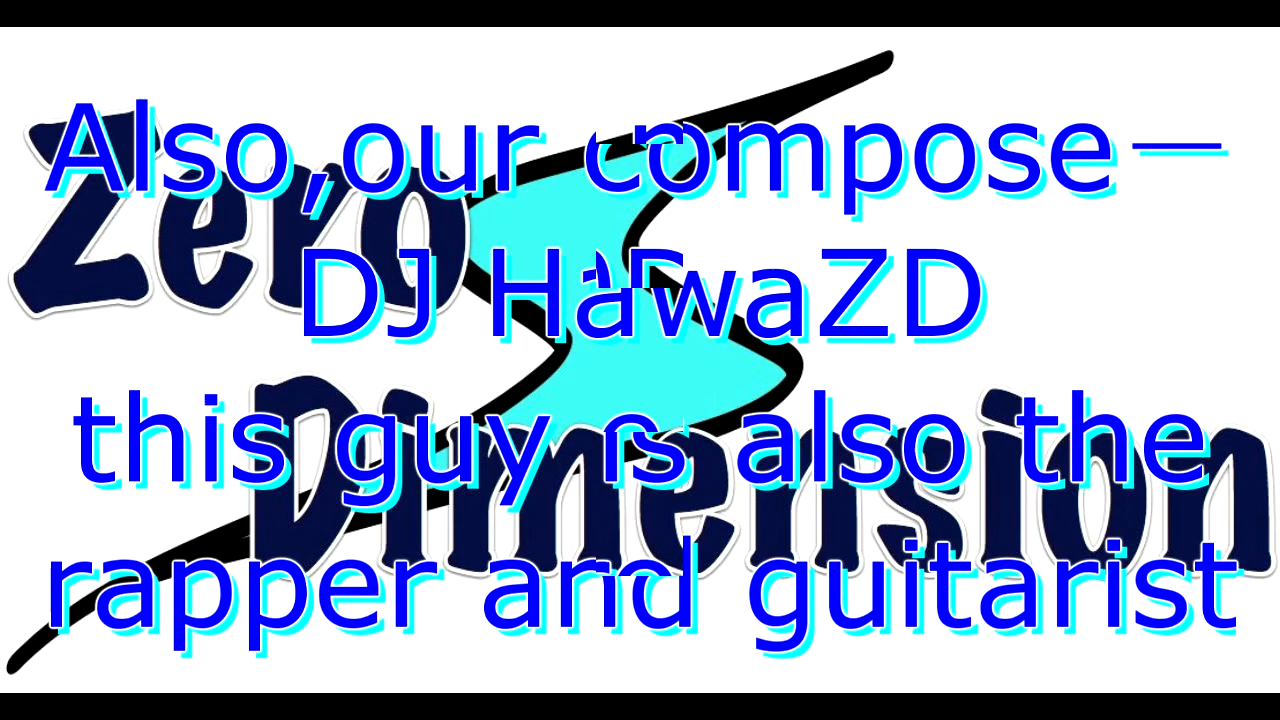 Also,our compose—
DJ HawaZD
this guy is also the
rapper and guitarist
Zero
Dimension